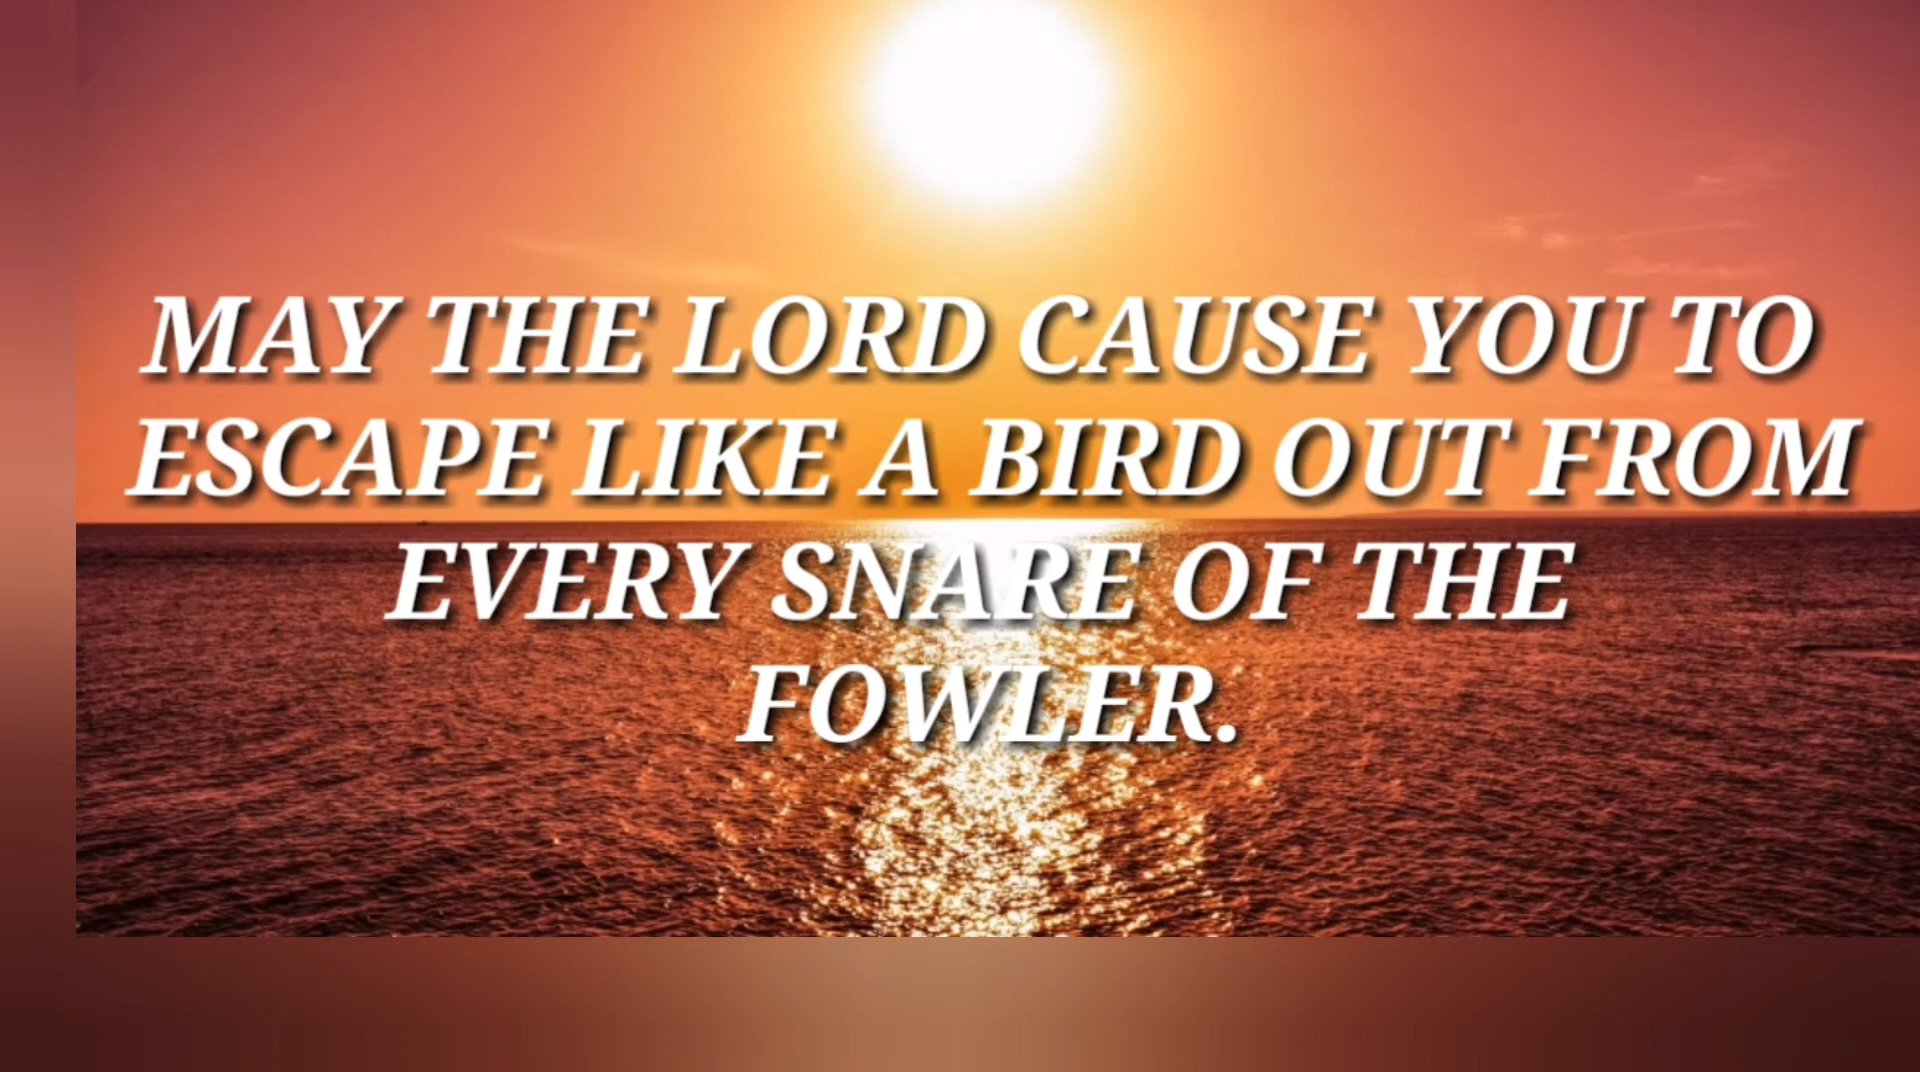 MAY THE LORD CAUSE YOU TO
ESCAPE LIKE A BIRD OUT FROM
EVERY SNARE OF THE
FOWLER.